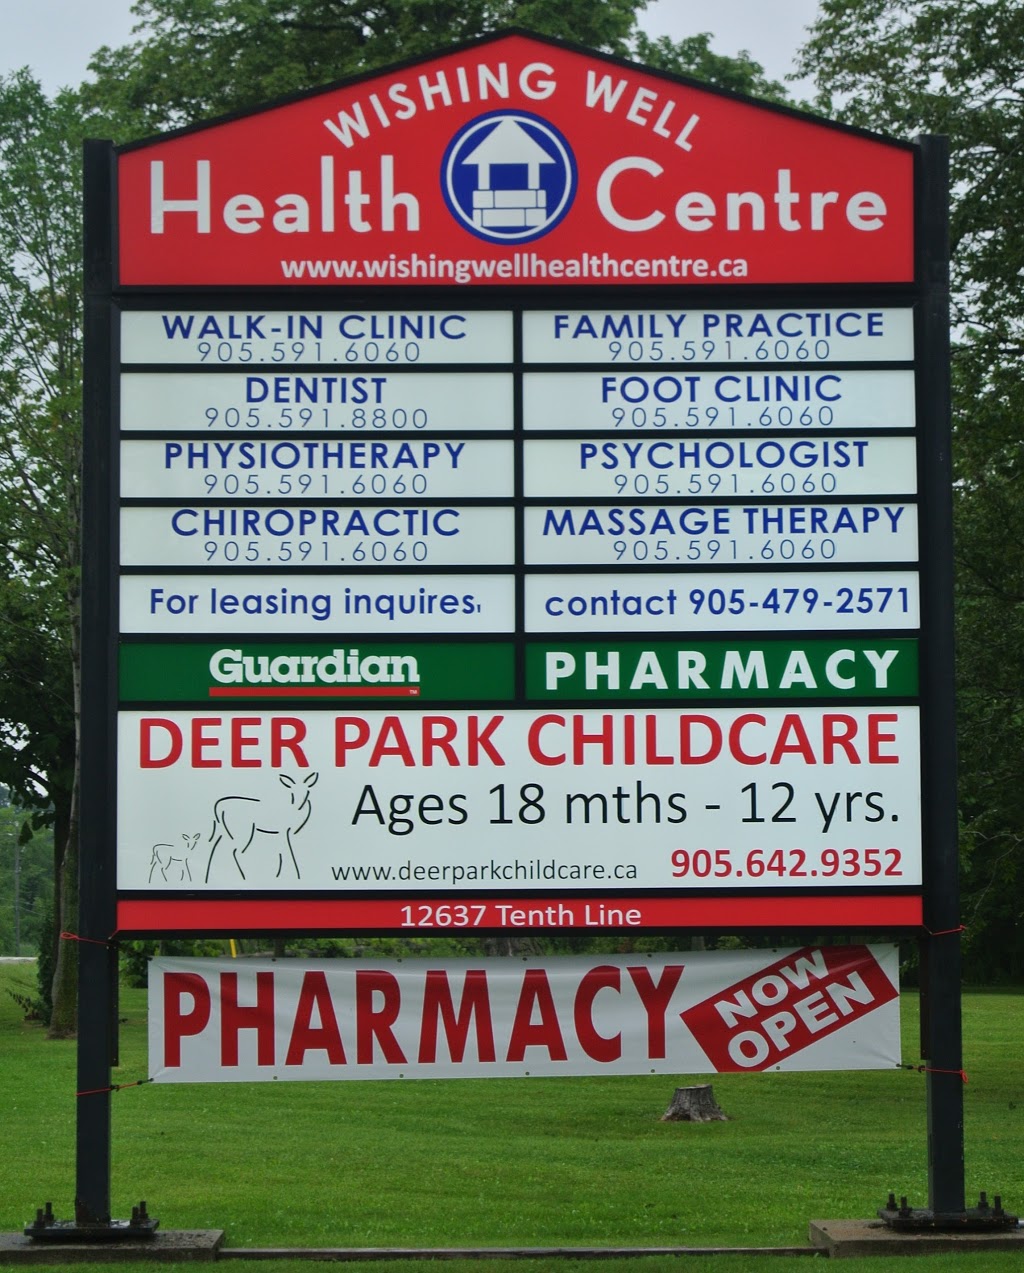 WISHING WELL
Health Centre
www.wishingwellhealthcentre.ca
WALK-IN CLINIC
905.591.6060
FAMILY PRACTICE
905.591.6060
DENTIST
905.591.8800
FOOT CLINIC
905.591.6060
PHYSIOTHERAPY
905.591.6060
PSYCHOLOGIST
905.591.6060
CHIROPRACTIC
905.591.6060
MASSAGE THERAPY
905.591.6060
For leasing inquires, contact 905-479-2571
Guardian TM PHARMACY
DEER PARK CHILDCARE
Ages 18 mths - 12 yrs.
www.deerparkchildcare.ca 905.642.9352
12637 Tenth Line
PHARMACY NOW
OPEN